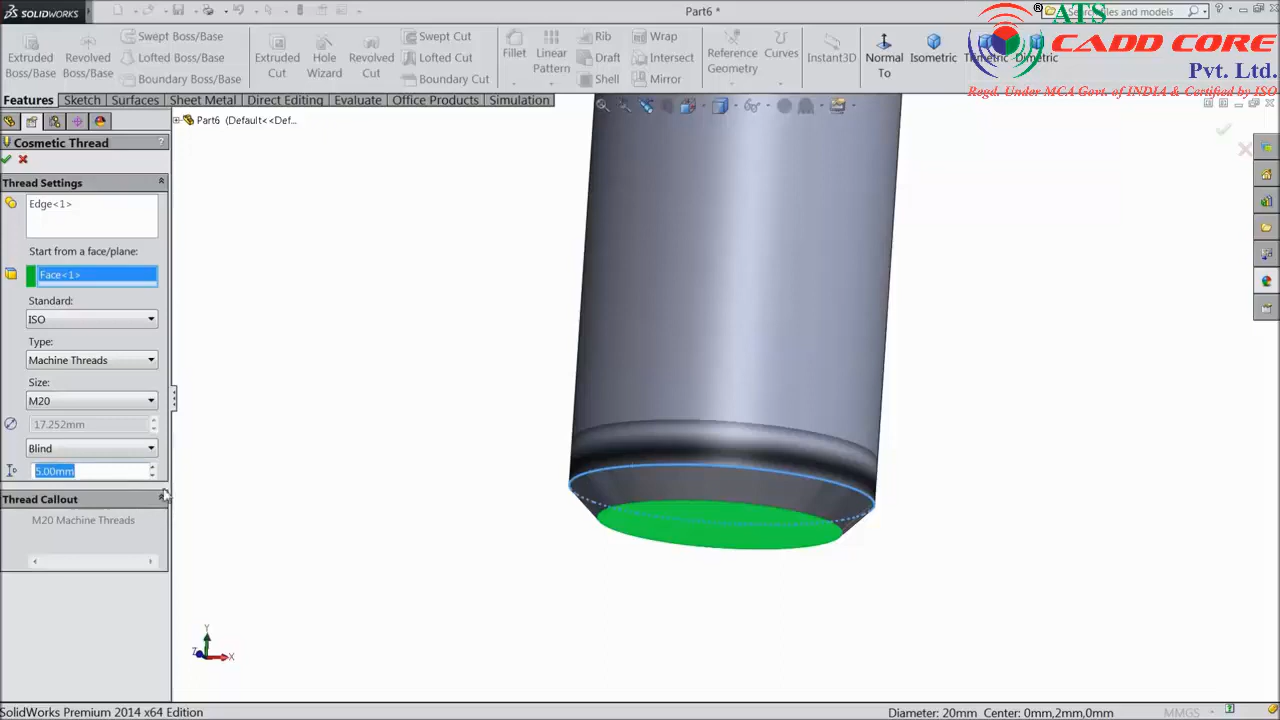 SOLIDWORKS
Part6 *
Search files and models
ATS
®
CADD CORE
Pvt. Ltd.
Regd. Under MCA Govt. of INDIA & Certified by ISO
Extruded Boss/Base
Revolved Boss/Base
Swept Boss/Base
Lofted Boss/Base
Boundary Boss/Base
Extruded Cut
Hole Wizard
Revolved Cut
Swept Cut
Lofted Cut
Boundary Cut
Fillet
Linear Pattern
Rib
Draft
Shell
Wrap
Intersect
Mirror
Reference Geometry
Curves
Instant3D
Normal To
Isometric
Trimetric
Dimetric
Features
Sketch
Surfaces
Sheet Metal
Direct Editing
Evaluate
Office Products
Simulation
Part6 (Default<<Def...
Cosmetic Thread
?
Thread Settings
Edge<1>
Start from a face/plane:
Face<1>
Standard:
ISO
Type:
Machine Threads
Size:
M20
17.252mm
Blind
5.00mm
Thread Callout
M20 Machine Threads
Y
Z
X
SolidWorks Premium 2014 x64 Edition
Diameter: 20mm Center: 0mm,2mm,0mm
MMGS